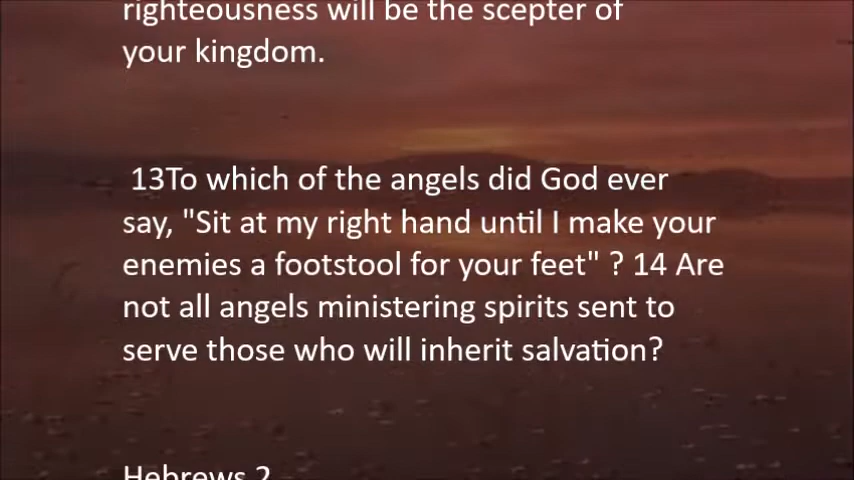 righteousness will be the scepter of
your kingdom.
13To which of the angels did God ever
say, "Sit at my right hand until I make your
enemies a footstool for your feet" ? 14 Are
not all angels ministering spirits sent to
serve those who will inherit salvation?
Hebrews 2